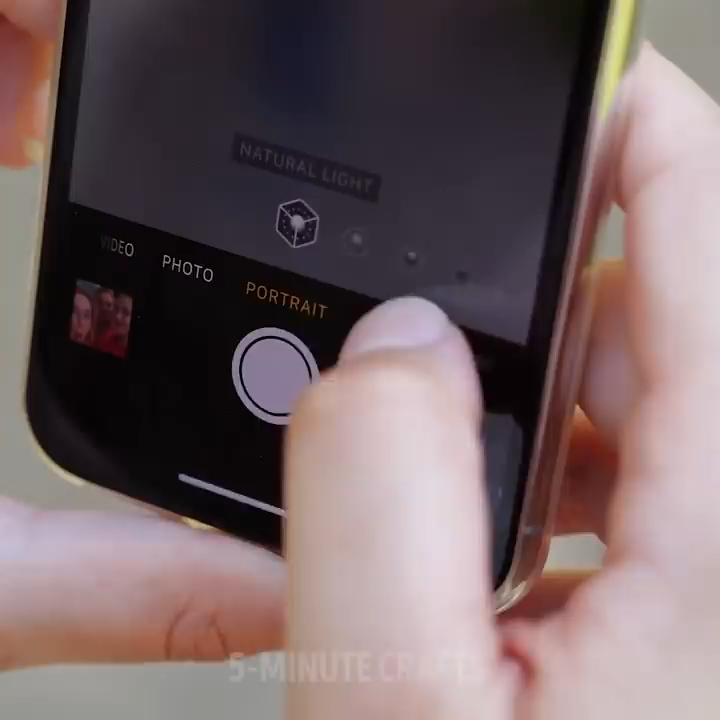 NATURAL LIGHT
VIDEO
PHOTO
PORTRAIT
5-MINUTE CRAFTS